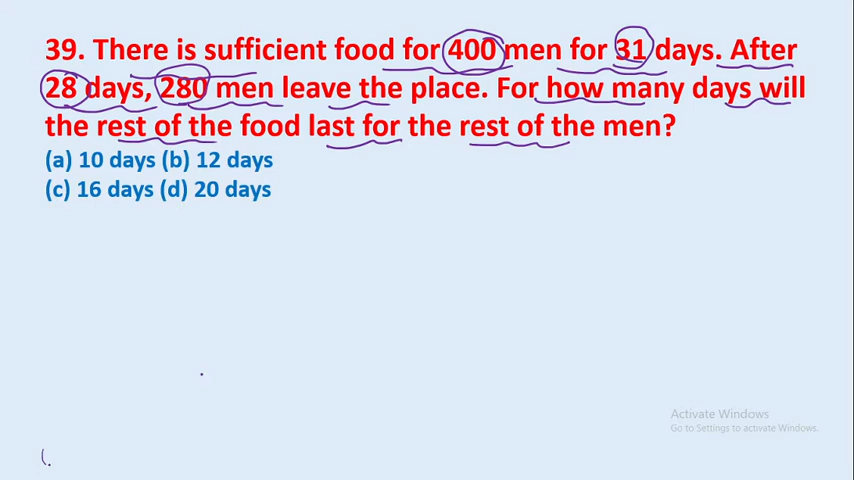 39. There is sufficient food for 400 men for 31 days. After
28 days, 280 men leave the place. For how many days will
the rest of the food last for the rest of the men?
(a) 10 days (b) 12 days
(c) 16 days (d) 20 days
Activate Windows
Go to Settings to activate Windows.
(.